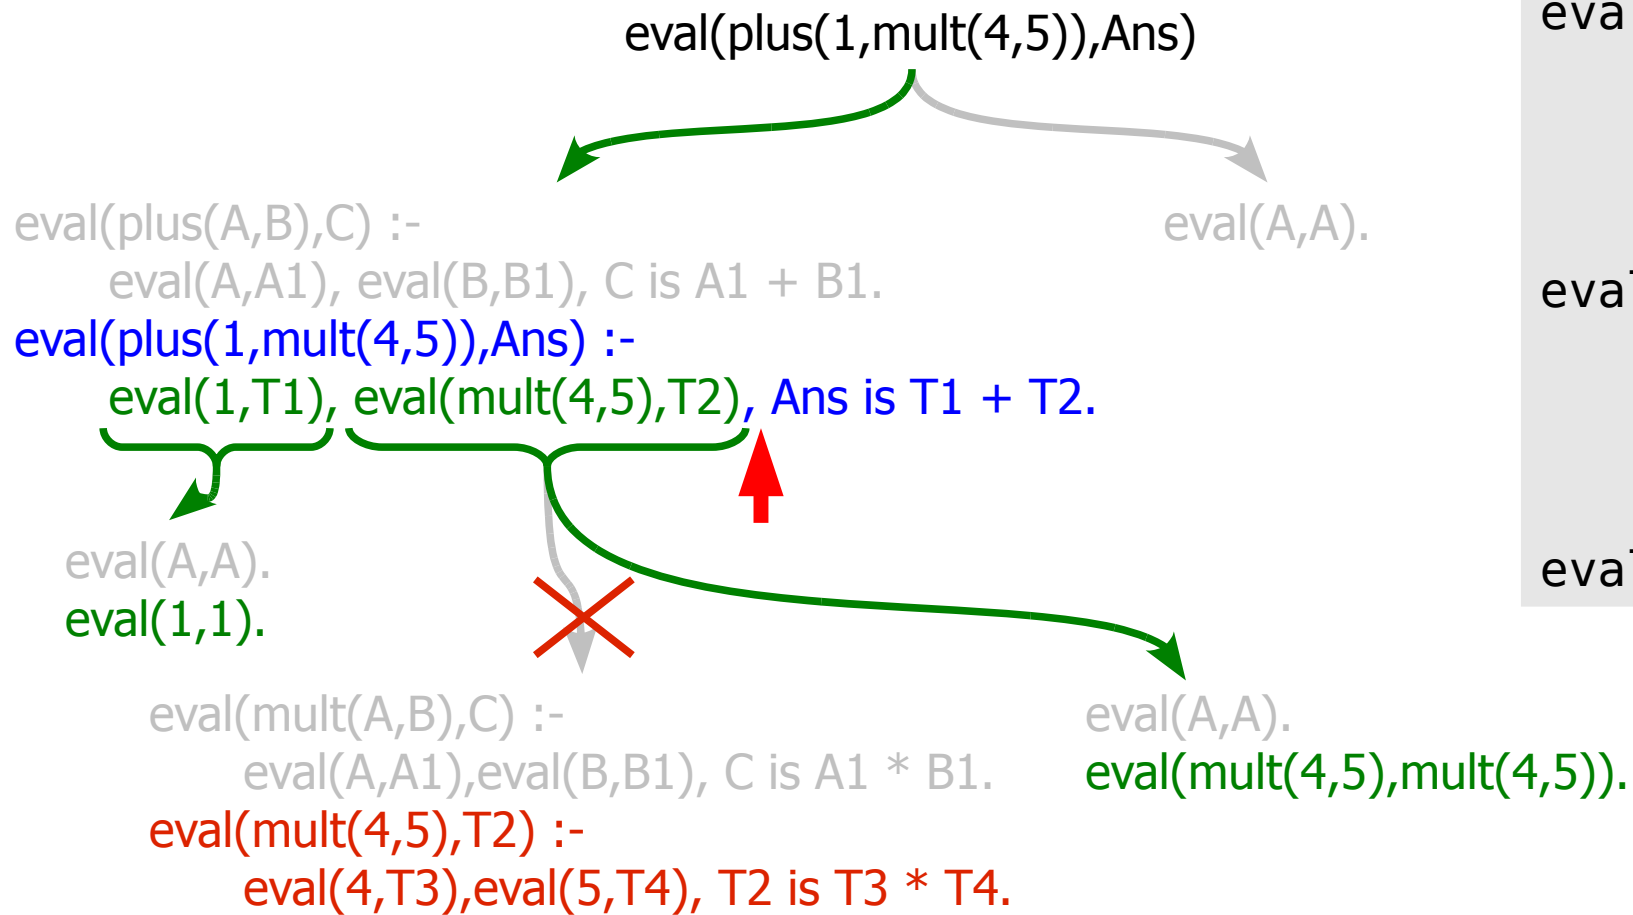 eval(plus(1,mult(4,5)),Ans)
eval(plus(A,B),C) :-
eval(A,A1), eval(B,B1), C is A1 + B1.
eval(plus(1,mult(4,5)),Ans) :-
eval(1,T1), eval(mult(4,5),T2), Ans is T1 + T2.
eval(A,A).
eval(A,A).
eval(1,1).
eval(mult(A,B),C) :-
eval(A,A1),eval(B,B1), C is A1 * B1.
eval(mult(4,5),T2) :-
eval(4,T3),eval(5,T4), T2 is T3 * T4.
eval(A,A).
eval(mult(4,5),mult(4,5)).